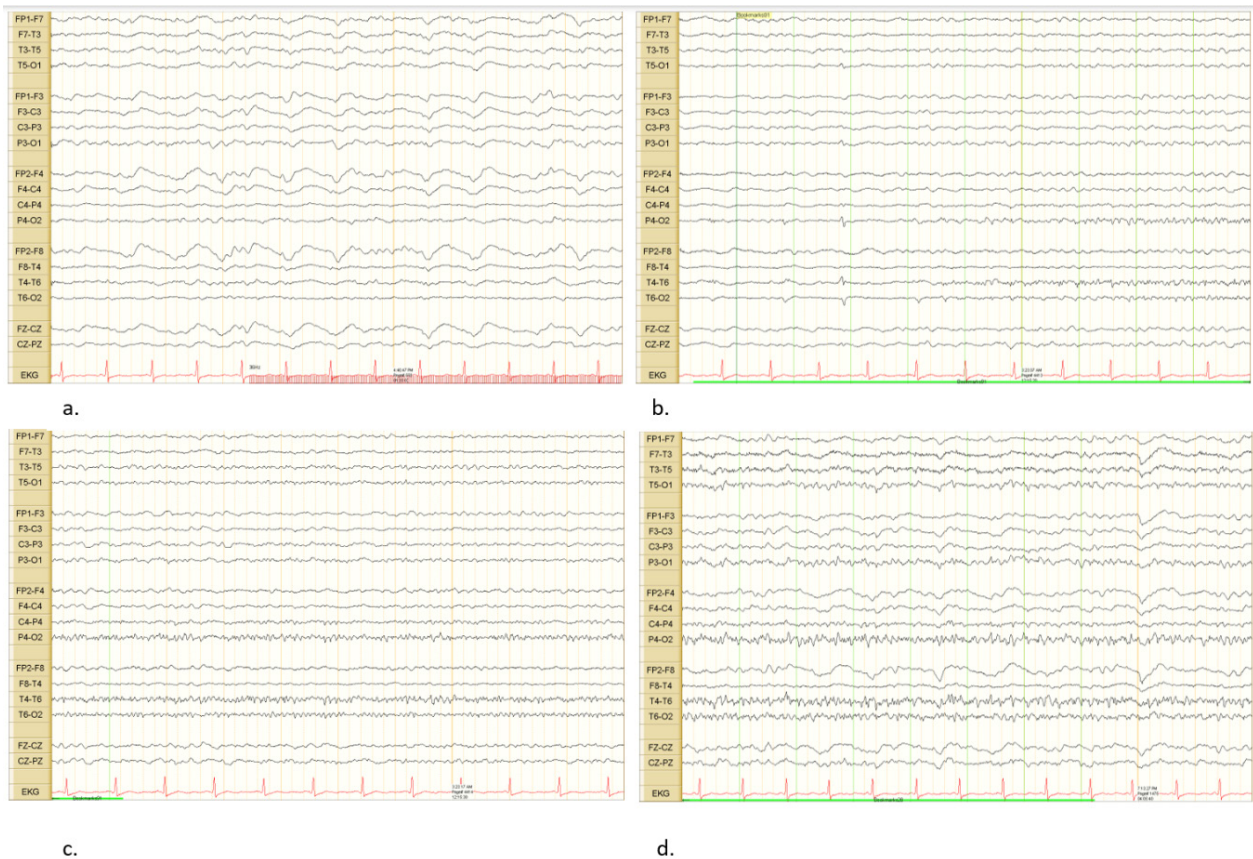 FP1-F7
F7-T3
T3-T5
T5-O1
FP1-F3
F3-C3
C3-P3
P3-O1
FP2-F4
F4-C4
C4-P4
P4-O2
FP2-F8
F8-T4
T4-T6
T6-O2
FZ-CZ
CZ-PZ
EKG
a.
FP1-F7
F7-T3
T3-T5
T5-O1
FP1-F3
F3-C3
C3-P3
P3-O1
FP2-F4
F4-C4
C4-P4
P4-O2
FP2-F8
F8-T4
T4-T6
T6-O2
FZ-CZ
CZ-PZ
EKG
b.
FP1-F7
F7-T3
T3-T5
T5-O1
FP1-F3
F3-C3
C3-P3
P3-O1
FP2-F4
F4-C4
C4-P4
P4-O2
FP2-F8
F8-T4
T4-T6
T6-O2
FZ-CZ
CZ-PZ
EKG
c.
FP1-F7
F7-T3
T3-T5
T5-O1
FP1-F3
F3-C3
C3-P3
P3-O1
FP2-F4
F4-C4
C4-P4
P4-O2
FP2-F8
F8-T4
T4-T6
T6-O2
FZ-CZ
CZ-PZ
EKG
d.